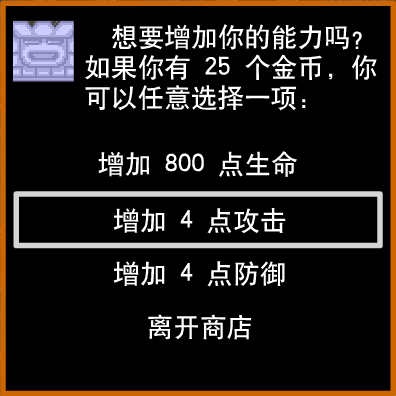 想要增加你的能力吗？
如果你有 25 个金币，你
可以任意选择一项：
增加 800 点生命
增加 4 点攻击
增加 4 点防御
离开商店